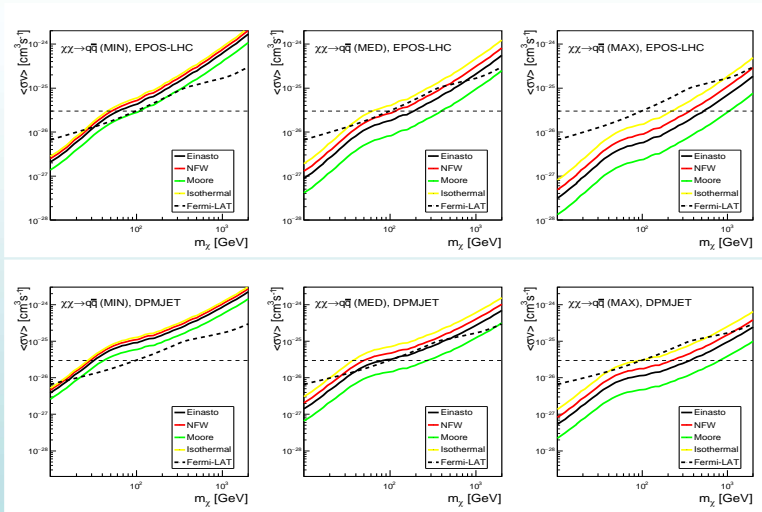 χχ→qq̅ (MIN), EPOS-LHC
<σv> [cm³s⁻¹]
10⁻²⁴
10⁻²⁵
10⁻²⁶
10⁻²⁷
10⁻²⁸
Einasto
NFW
Moore
Isothermal
Fermi-LAT
10²
10³
mχ [GeV]
χχ→qq̅ (MED), EPOS-LHC
<σv> [cm³s⁻¹]
10⁻²⁴
10⁻²⁵
10⁻²⁶
10⁻²⁷
10⁻²⁸
Einasto
NFW
Moore
Isothermal
Fermi-LAT
10²
10³
mχ [GeV]
χχ→qq̅ (MAX), EPOS-LHC
<σv> [cm³s⁻¹]
10⁻²⁴
10⁻²⁵
10⁻²⁶
10⁻²⁷
10⁻²⁸
Einasto
NFW
Moore
Isothermal
Fermi-LAT
10²
10³
mχ [GeV]
χχ→qq̅ (MIN), DPMJET
<σv> [cm³s⁻¹]
10⁻²⁴
10⁻²⁵
10⁻²⁶
10⁻²⁷
10⁻²⁸
Einasto
NFW
Moore
Isothermal
Fermi-LAT
10²
10³
mχ [GeV]
χχ→qq̅ (MED), DPMJET
<σv> [cm³s⁻¹]
10⁻²⁴
10⁻²⁵
10⁻²⁶
10⁻²⁷
10⁻²⁸
Einasto
NFW
Moore
Isothermal
Fermi-LAT
10²
10³
mχ [GeV]
χχ→qq̅ (MAX), DPMJET
<σv> [cm³s⁻¹]
10⁻²⁴
10⁻²⁵
10⁻²⁶
10⁻²⁷
10⁻²⁸
Einasto
NFW
Moore
Isothermal
Fermi-LAT
10²
10³
mχ [GeV]